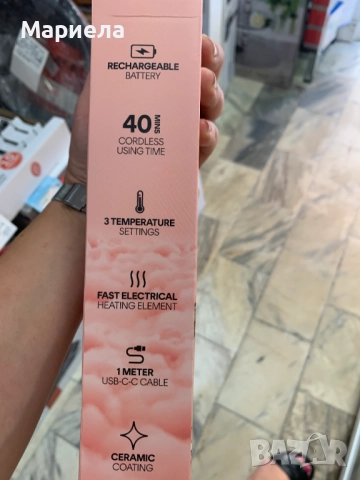 Мариела
RECHARGEABLE
BATTERY
40 MINS
CORDLESS
USING TIME
3 TEMPERATURE
SETTINGS
FAST ELECTRICAL
HEATING ELEMENT
1 METER
USB-C-C CABLE
CERAMIC
COATING
BAZAR